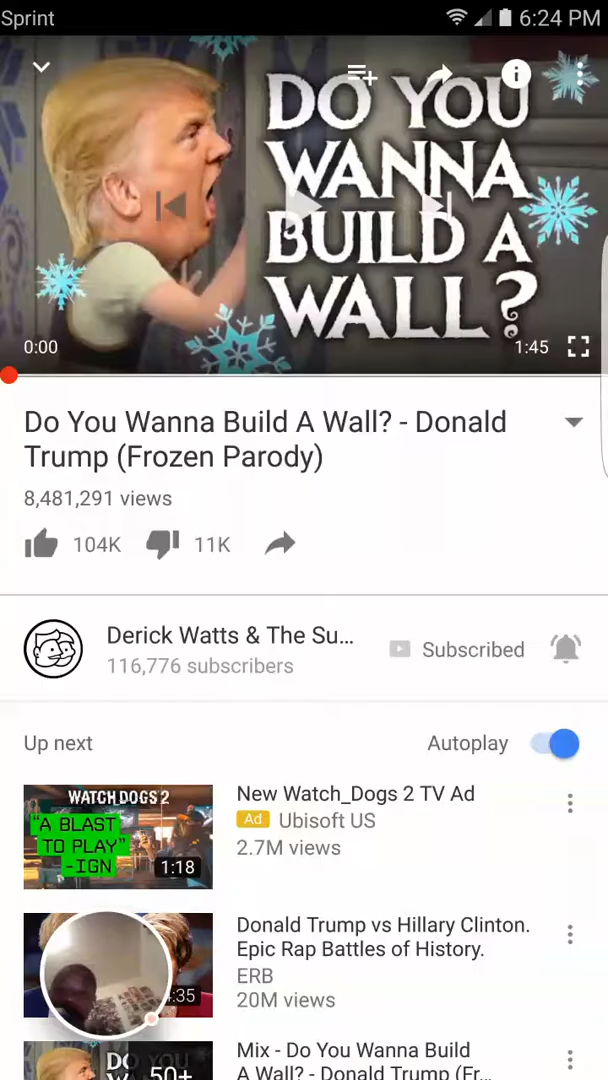 Sprint
6:24 PM
DO YOU
WANNA
BUILD A
WALL?
0:00
1:45
Do You Wanna Build A Wall? - Donald
Trump (Frozen Parody)
8,481,291 views
104K
11K
Derick Watts & The Su...
116,776 subscribers
Subscribed
Up next
Autoplay
WATCH DOGS 2
"A BLAST
TO PLAY"
-IGN
1:18
New Watch_Dogs 2 TV Ad
Ad
Ubisoft US
2.7M views
:35
Donald Trump vs Hillary Clinton.
Epic Rap Battles of History.
ERB
20M views
DO
50+
Mix - Do You Wanna Build
A Wall? - Donald Trump (Fr...